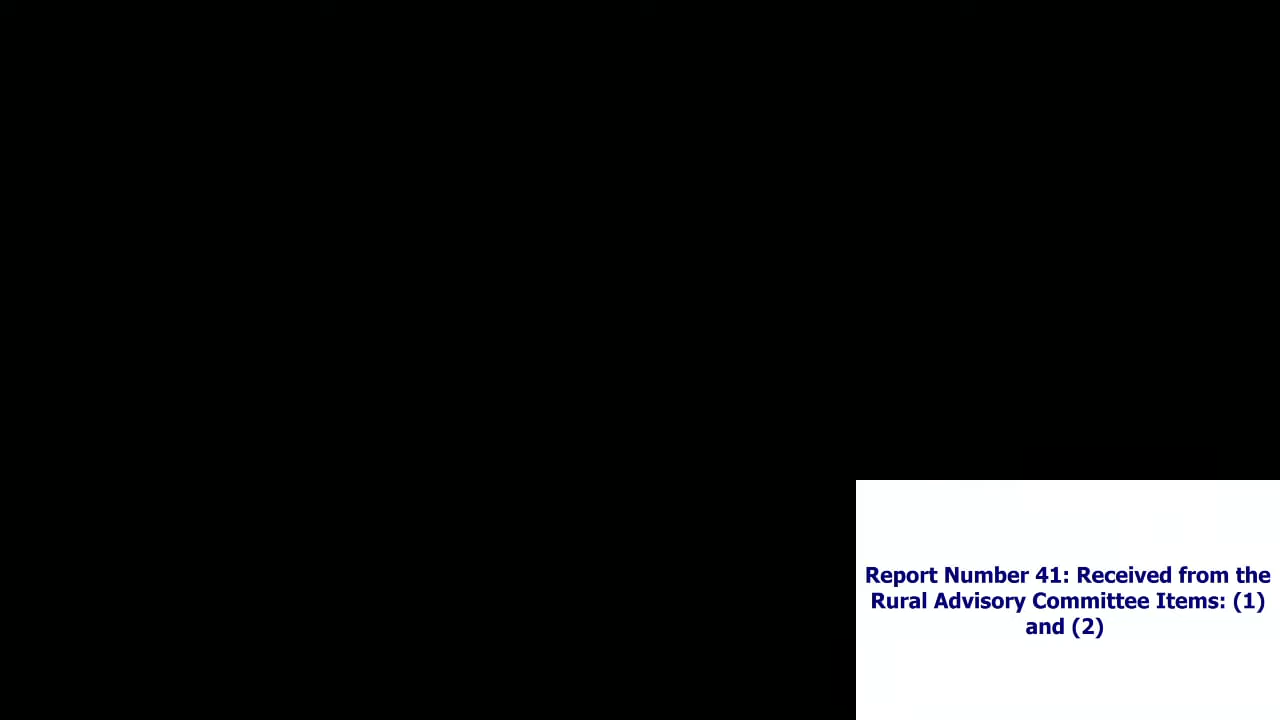 Report Number 41: Received from the
Rural Advisory Committee Items: (1)
and (2)